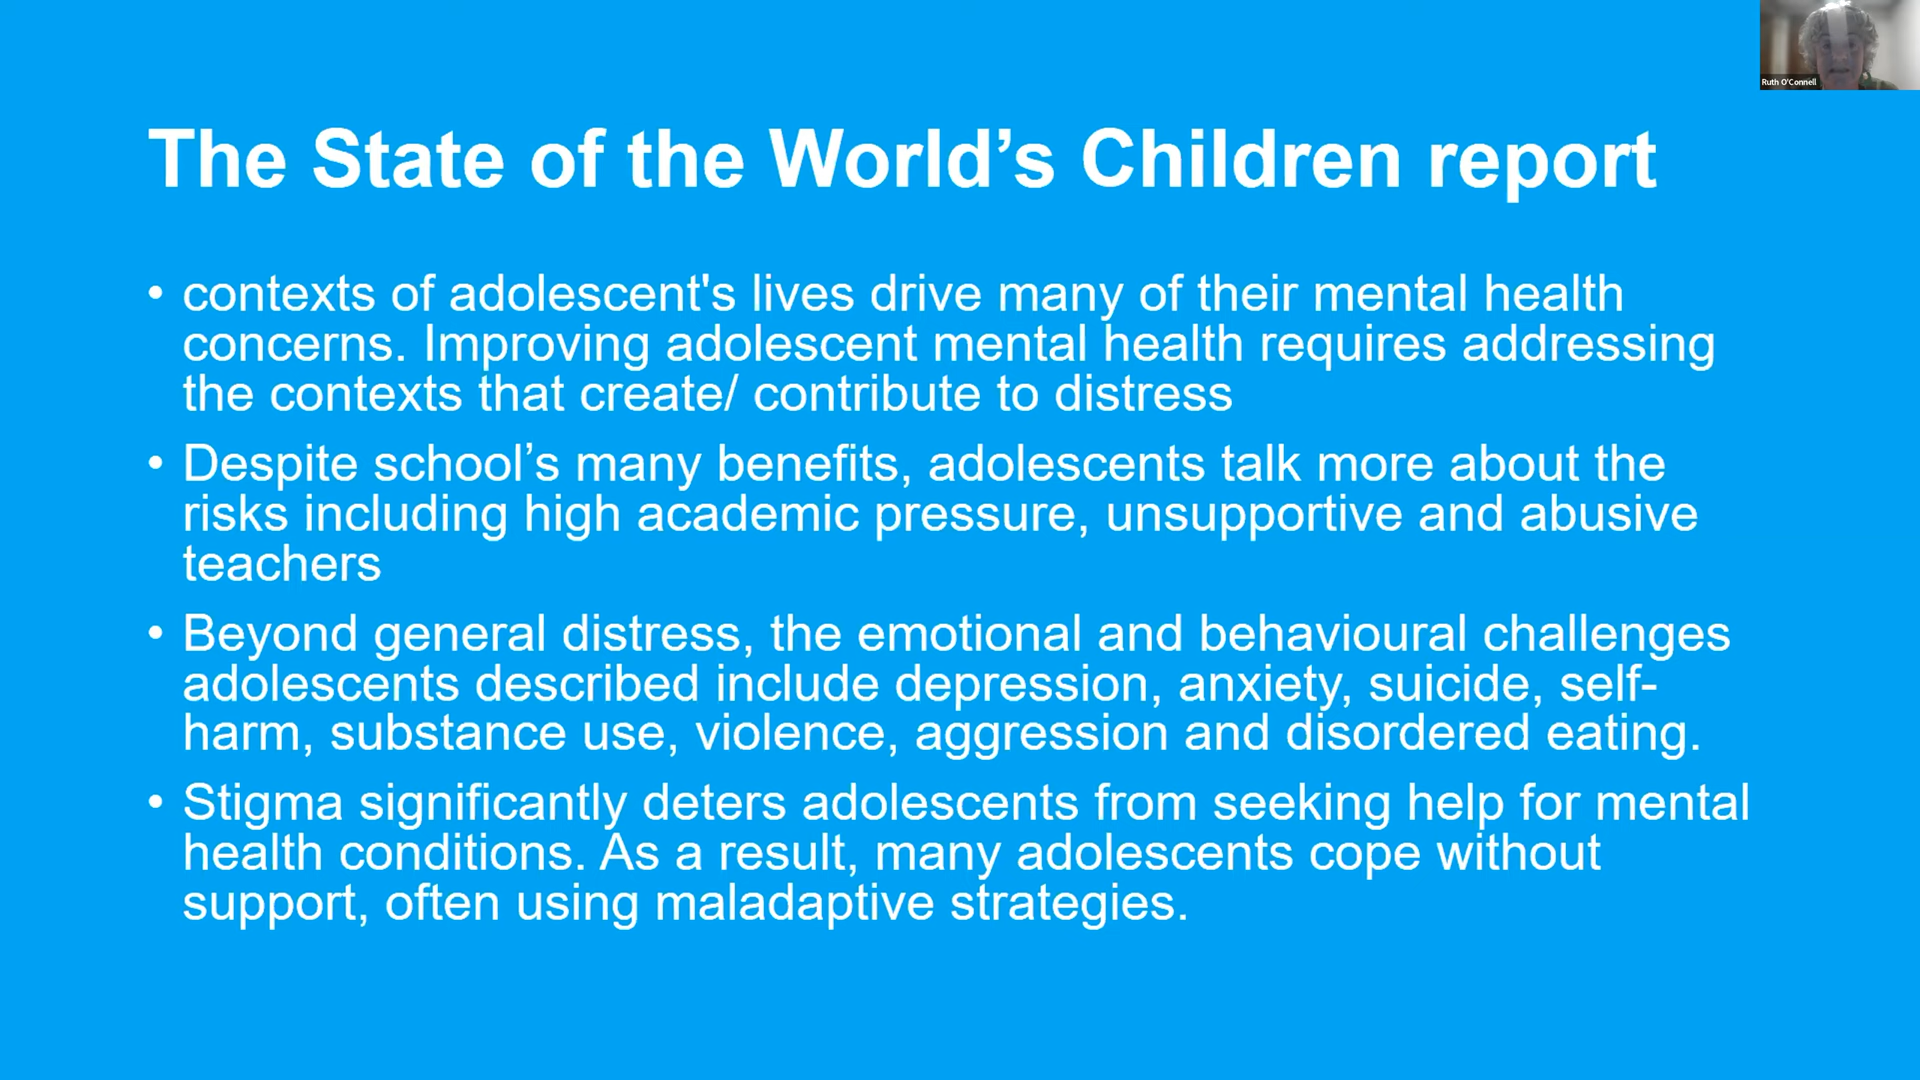 Ruth O'Connell
The State of the World’s Children report
• contexts of adolescent's lives drive many of their mental health
concerns. Improving adolescent mental health requires addressing
the contexts that create/ contribute to distress
• Despite school’s many benefits, adolescents talk more about the
risks including high academic pressure, unsupportive and abusive
teachers
• Beyond general distress, the emotional and behavioural challenges
adolescents described include depression, anxiety, suicide, self-
harm, substance use, violence, aggression and disordered eating.
• Stigma significantly deters adolescents from seeking help for mental
health conditions. As a result, many adolescents cope without
support, often using maladaptive strategies.